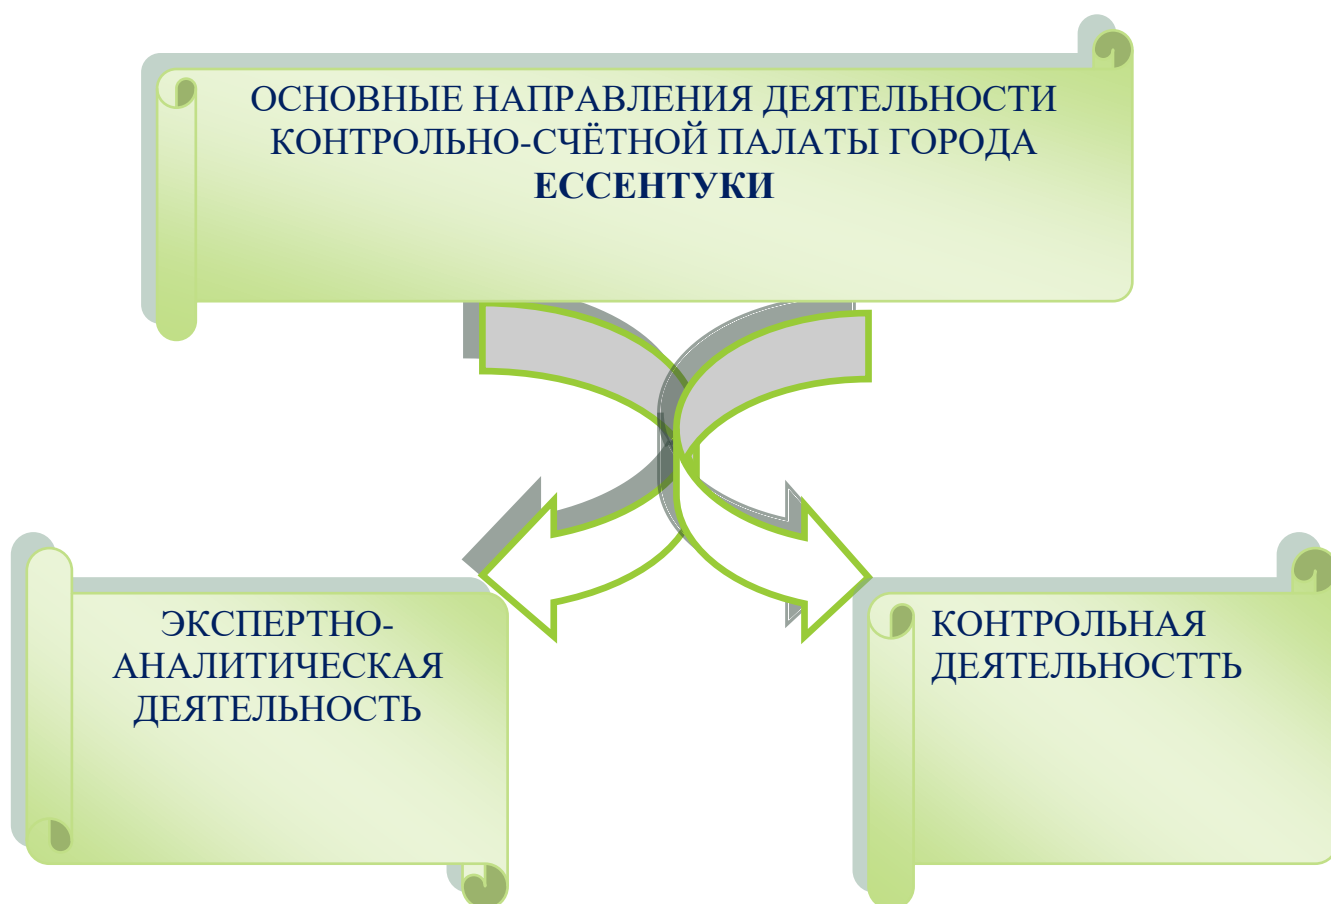 ОСНОВНЫЕ НАПРАВЛЕНИЯ ДЕЯТЕЛЬНОСТИ
КОНТРОЛЬНО-СЧЁТНОЙ ПАЛАТЫ ГОРОДА
ЕССЕНТУКИ
ЭКСПЕРТНО-
АНАЛИТИЧЕСКАЯ
ДЕЯТЕЛЬНОСТЬ
КОНТРОЛЬНАЯ
ДЕЯТЕЛЬНОСТТЬ